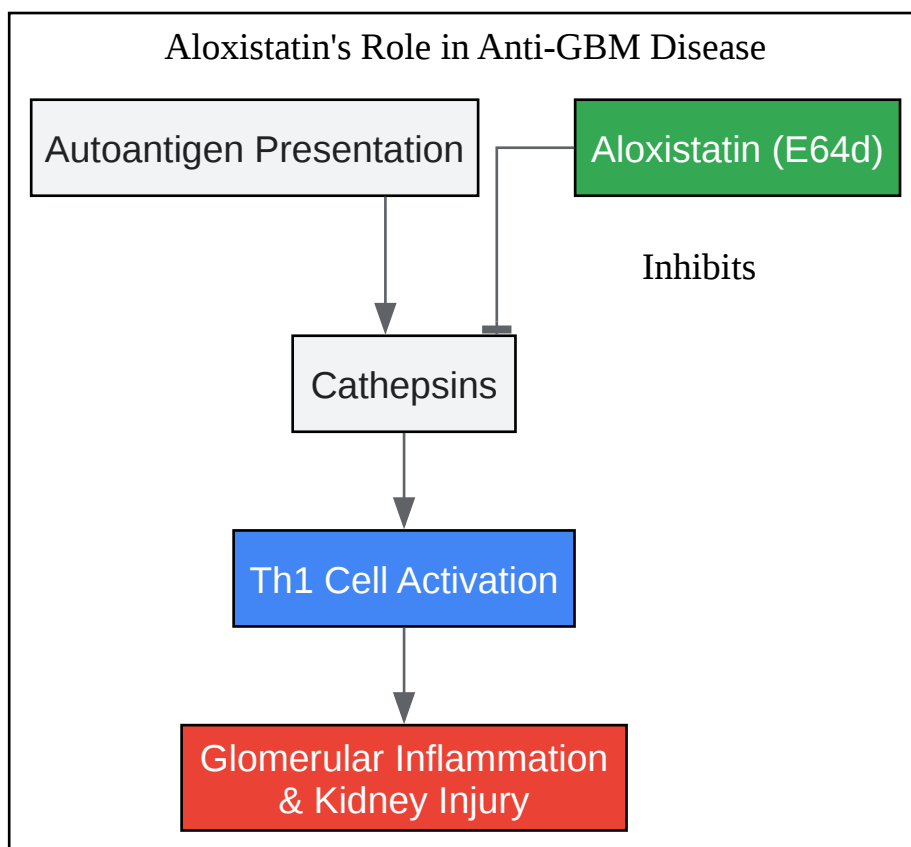 Aloxistatin's Role in Anti-GBM Disease
Autoantigen Presentation
Aloxistatin (E64d)
Inhibits
Cathepsins
Th1 Cell Activation
Glomerular Inflammation
& Kidney Injury